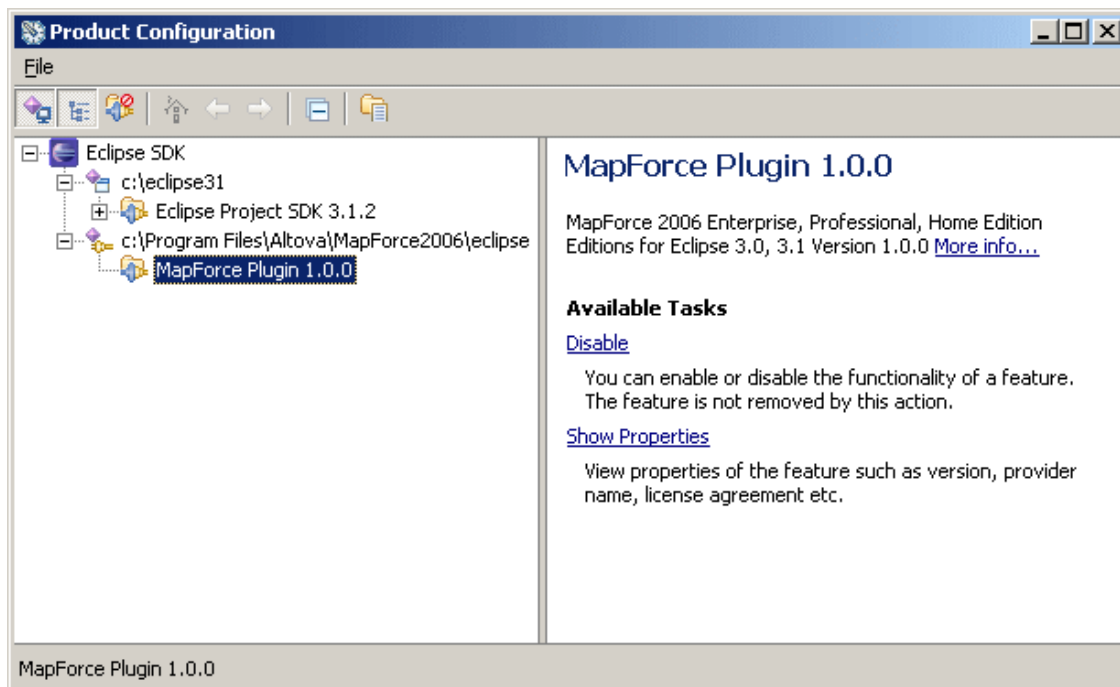 Product Configuration
File
Eclipse SDK
c:\eclipse31
Eclipse Project SDK 3.1.2
c:\Program Files\Altova\MapForce2006\eclipse
MapForce Plugin 1.0.0
MapForce Plugin 1.0.0
MapForce 2006 Enterprise, Professional, Home Edition
Editions for Eclipse 3.0, 3.1 Version 1.0.0 More info...
Available Tasks
Disable
You can enable or disable the functionality of a feature.
The feature is not removed by this action.
Show Properties
View properties of the feature such as version, provider
name, license agreement etc.
MapForce Plugin 1.0.0